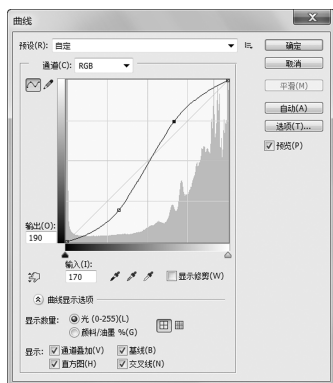 曲线
预设(R): 自定
确定
通道(C): RGB
取消
平滑(M)
自动(A)
选项(T)...
预览(P)
输出(O):
190
输入(I):
170
显示修剪(W)
曲线显示选项
显示数量:
光 (0-255)(L)
颜料/油墨 %(G)
显示:
通道叠加(V)
基线(B)
直方图(H)
交叉线(N)